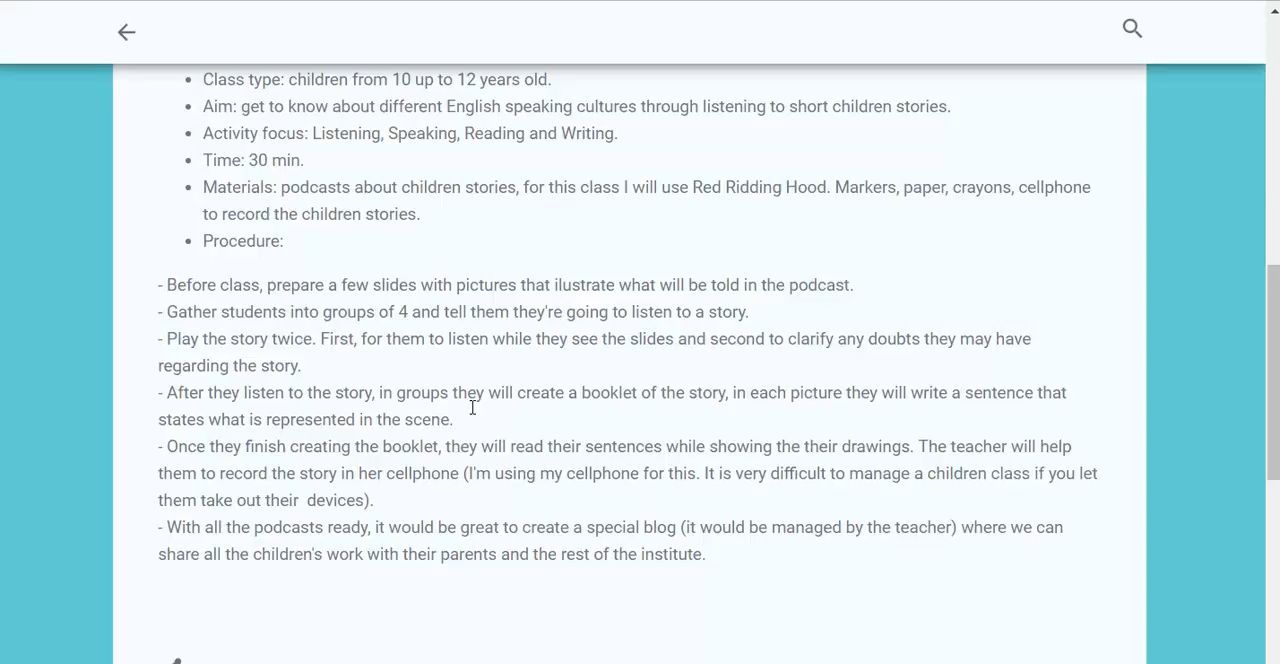 Class type: children from 10 up to 12 years old.
Aim: get to know about different English speaking cultures through listening to short children stories.
Activity focus: Listening, Speaking, Reading and Writing.
Time: 30 min.
Materials: podcasts about children stories, for this class I will use Red Ridding Hood. Markers, paper, crayons, cellphone
to record the children stories.
Procedure:
- Before class, prepare a few slides with pictures that ilustrate what will be told in the podcast.
- Gather students into groups of 4 and tell them they're going to listen to a story.
- Play the story twice. First, for them to listen while they see the slides and second to clarify any doubts they may have
regarding the story.
- After they listen to the story, in groups they will create a booklet of the story, in each picture they will write a sentence that
states what is represented in the scene.
- Once they finish creating the booklet, they will read their sentences while showing the their drawings. The teacher will help
them to record the story in her cellphone (I'm using my cellphone for this. It is very difficult to manage a children class if you let
them take out their  devices).
- With all the podcasts ready, it would be great to create a special blog (it would be managed by the teacher) where we can
share all the children's work with their parents and the rest of the institute.